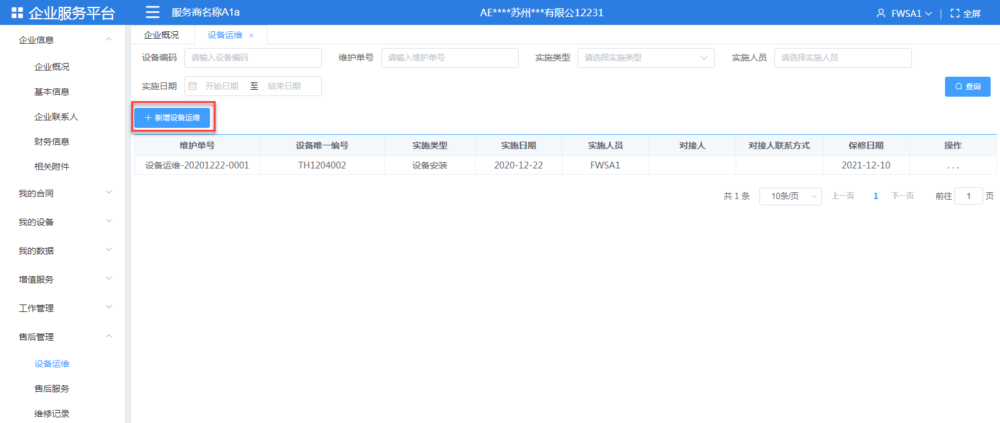 企业服务平台 服务商名称A1a AE****苏州***有限公12231 FWSA1 全屏
企业信息
企业概况
基本信息
企业联系人
财务信息
相关附件
我的合同
我的设备
我的数据
增值服务
工作管理
售后管理
设备运维
售后服务
维修记录
企业概况 设备运维 ×
设备编码 请输入设备编码 维护单号 请输入维护单号 实施类型 请选择实施类型 实施人员 请选择实施人员
实施日期 开始日期 至 结束日期 查询
+ 新增设备运维
维护单号 设备唯一编号 实施类型 实施日期 实施人员 对接人 对接人联系方式 保修日期 操作
设备运维-20201222-0001 TH1204002 设备安装 2020-12-22 FWSA1 2021-12-10 ...
共 1 条 10条/页 上一页 1 下一页 前往 1 页